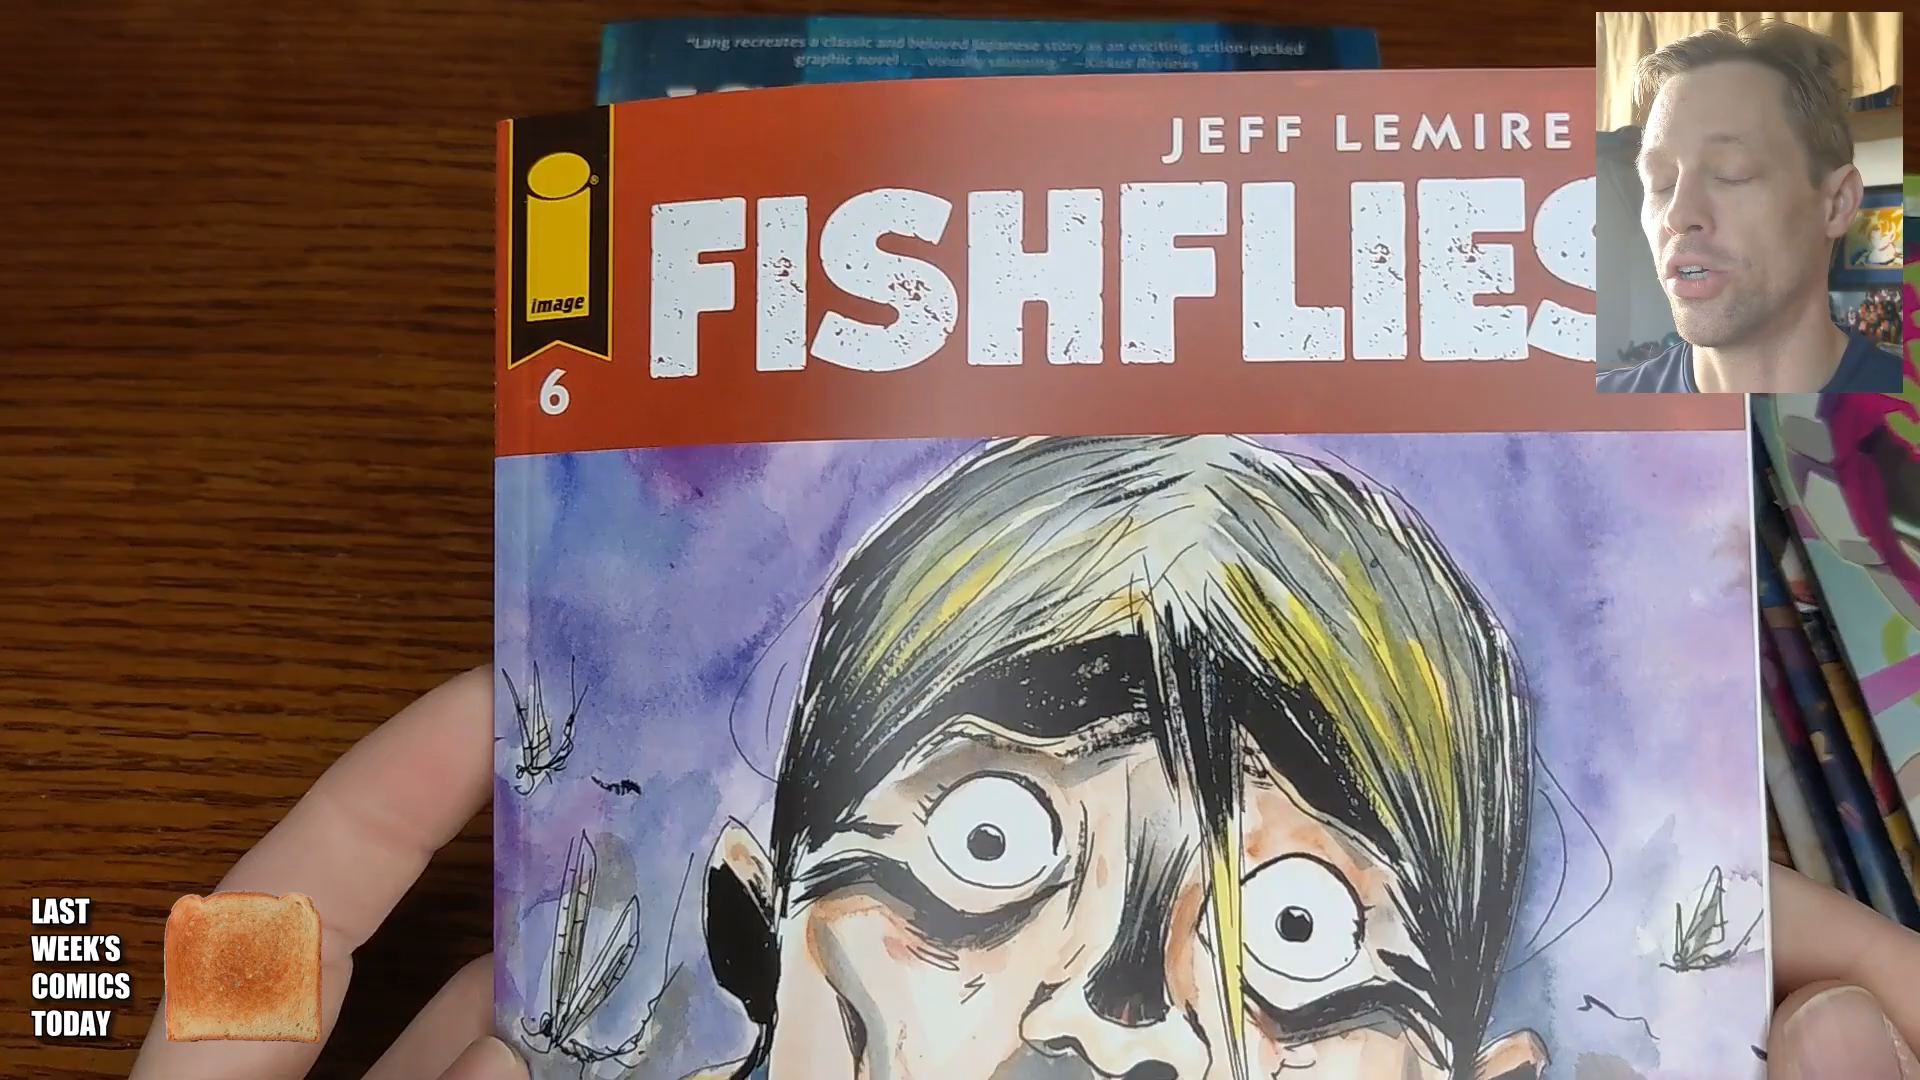 "Lang recreates a classic and beloved Japanese story as an exciting, action-packed
graphic novel . . . visually stunning." —Kirkus Reviews
JEFF LEMIRE
FISHFLIES
image
6
LAST
WEEK'S
COMICS
TODAY